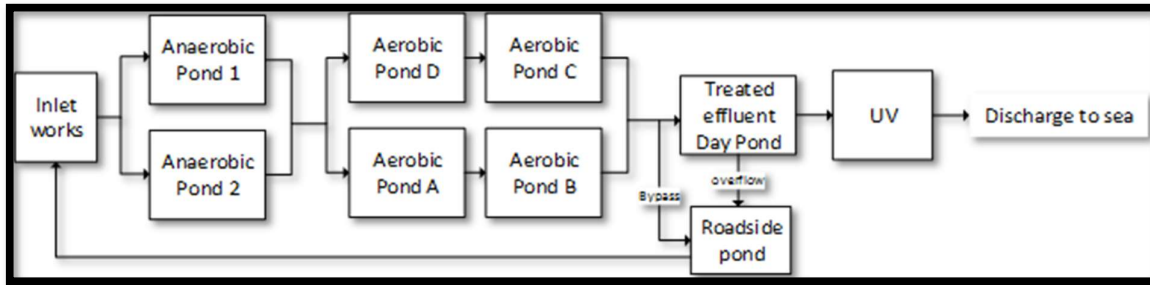 Inlet
works
Anaerobic
Pond 1
Anaerobic
Pond 2
Aerobic
Pond D
Aerobic
Pond C
Aerobic
Pond A
Aerobic
Pond B
Treated
effluent
Day Pond
UV
Discharge to sea
overflow
Bypass
Roadside
pond